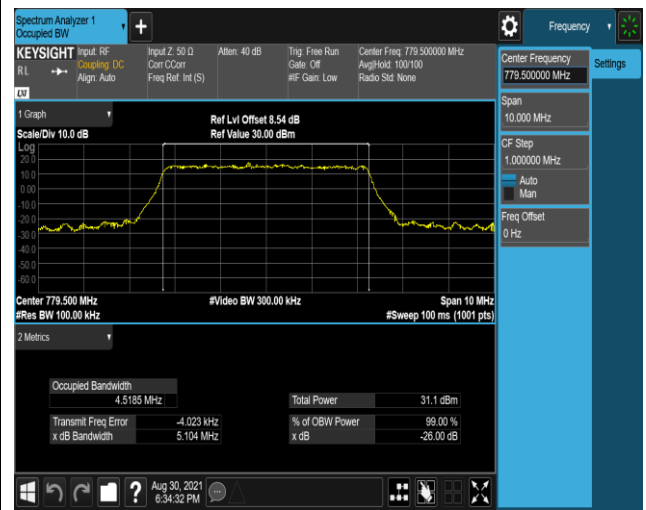 Spectrum Analyzer 1
Occupied BW
Frequency
KEYSIGHT
R L
LXI
Input: RF
Coupling: DC
Align: Auto
Input Z: 50 Ω
Corr CCorr
Freq Ref: Int (S)
Atten: 40 dB
Trig: Free Run
Gate: Off
#IF Gain: Low
Center Freq: 779.500000 MHz
Avg|Hold: 100/100
Radio Std: None
Center Frequency
779.500000 MHz
Settings
Span
10.000 MHz
CF Step
1.000000 MHz
Auto
Man
Freq Offset
0 Hz
1 Graph
Scale/Div 10.0 dB
Ref Lvl Offset 8.54 dB
Ref Value 30.00 dBm
Log
20.0
10.0
0.00
-10.0
-20.0
-30.0
-40.0
-50.0
-60.0
Center 779.500 MHz
#Video BW 300.00 kHz
Span 10 MHz
#Res BW 100.00 kHz
#Sweep 100 ms (1001 pts)
2 Metrics
Occupied Bandwidth
4.5185 MHz
Total Power 31.1 dBm
Transmit Freq Error -4.023 kHz
% of OBW Power 99.00 %
x dB Bandwidth 5.104 MHz
x dB -26.00 dB
?
Aug 30, 2021
6:34:32 PM